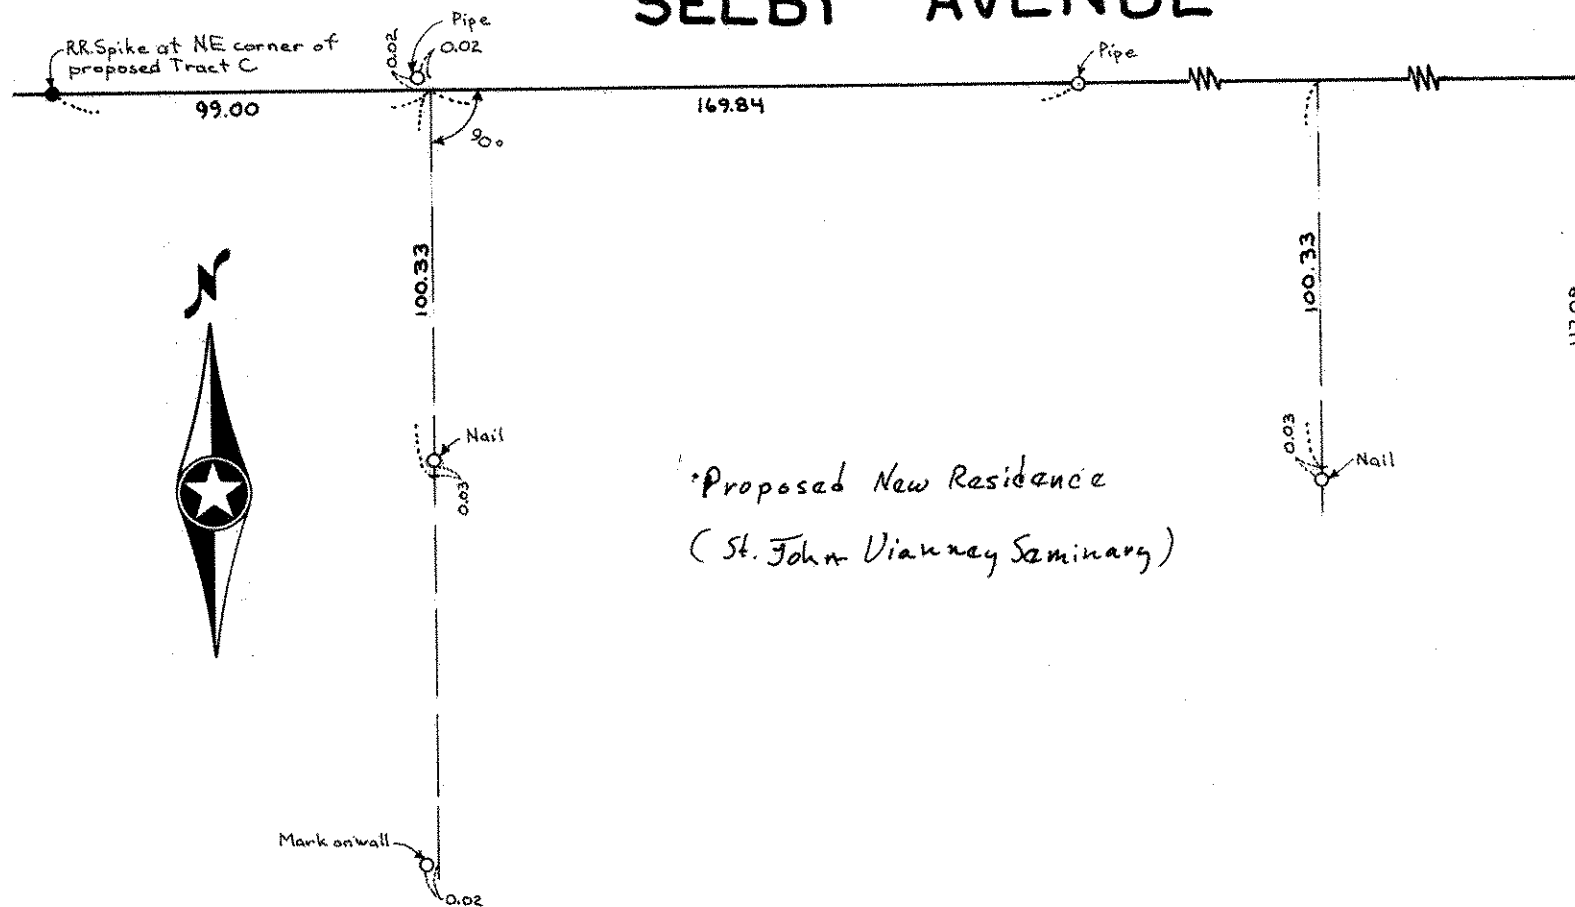 SELBY AVENUE
Pipe
R.R.Spike at NE corner of
proposed Tract C
0.02
0.02
Pipe
99.00
169.84
90°
N
100.33
100.33
Nail
0.03
0.03
Nail
Proposed New Residence
(St. John Vianney Seminary)
Mark on wall
0.02